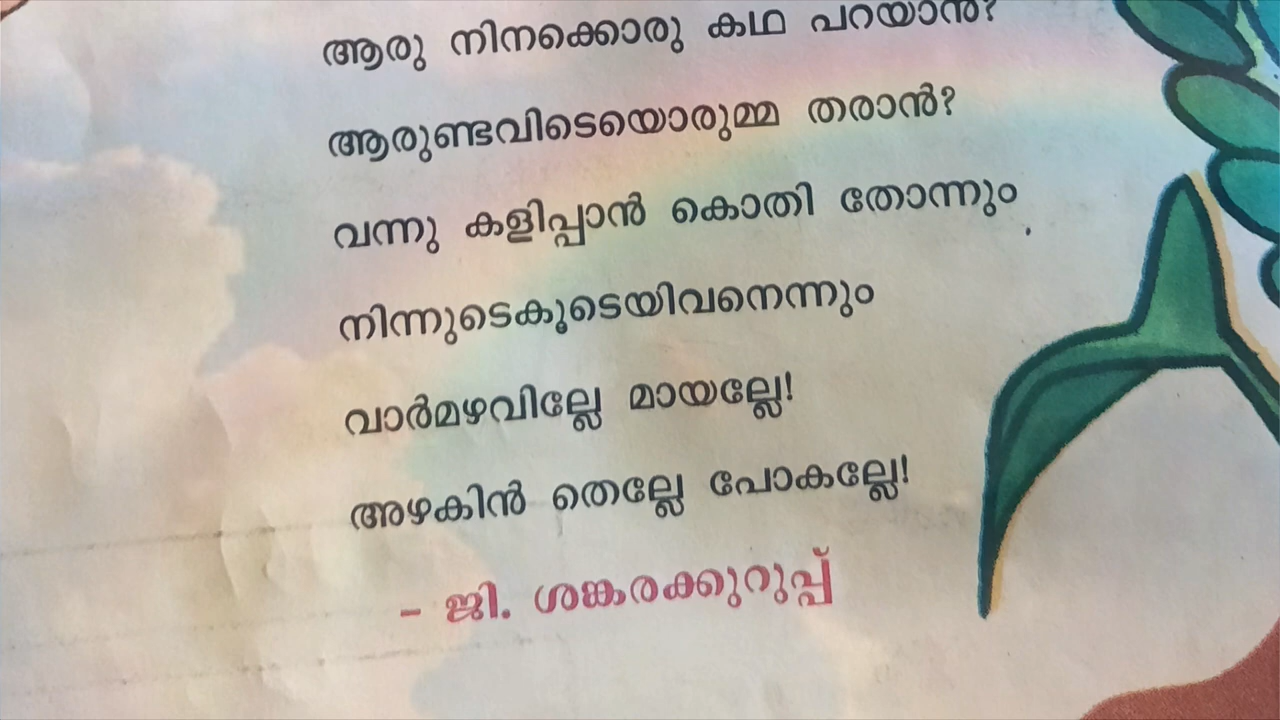 ആരു നിനക്കൊരു കഥ പറയാൻ?
ആരുണ്ടവിടെയൊരുമ്മ തരാൻ?
വന്നു കളിപ്പാൻ കൊതി തോന്നും
നിന്നുടെകൂടെയിവനെന്നും
വാർമഴവില്ലേ മായല്ലേ!
അഴകിൻ തെല്ലേ പോകല്ലേ!
- ജി. ശങ്കരക്കുറുപ്പ്